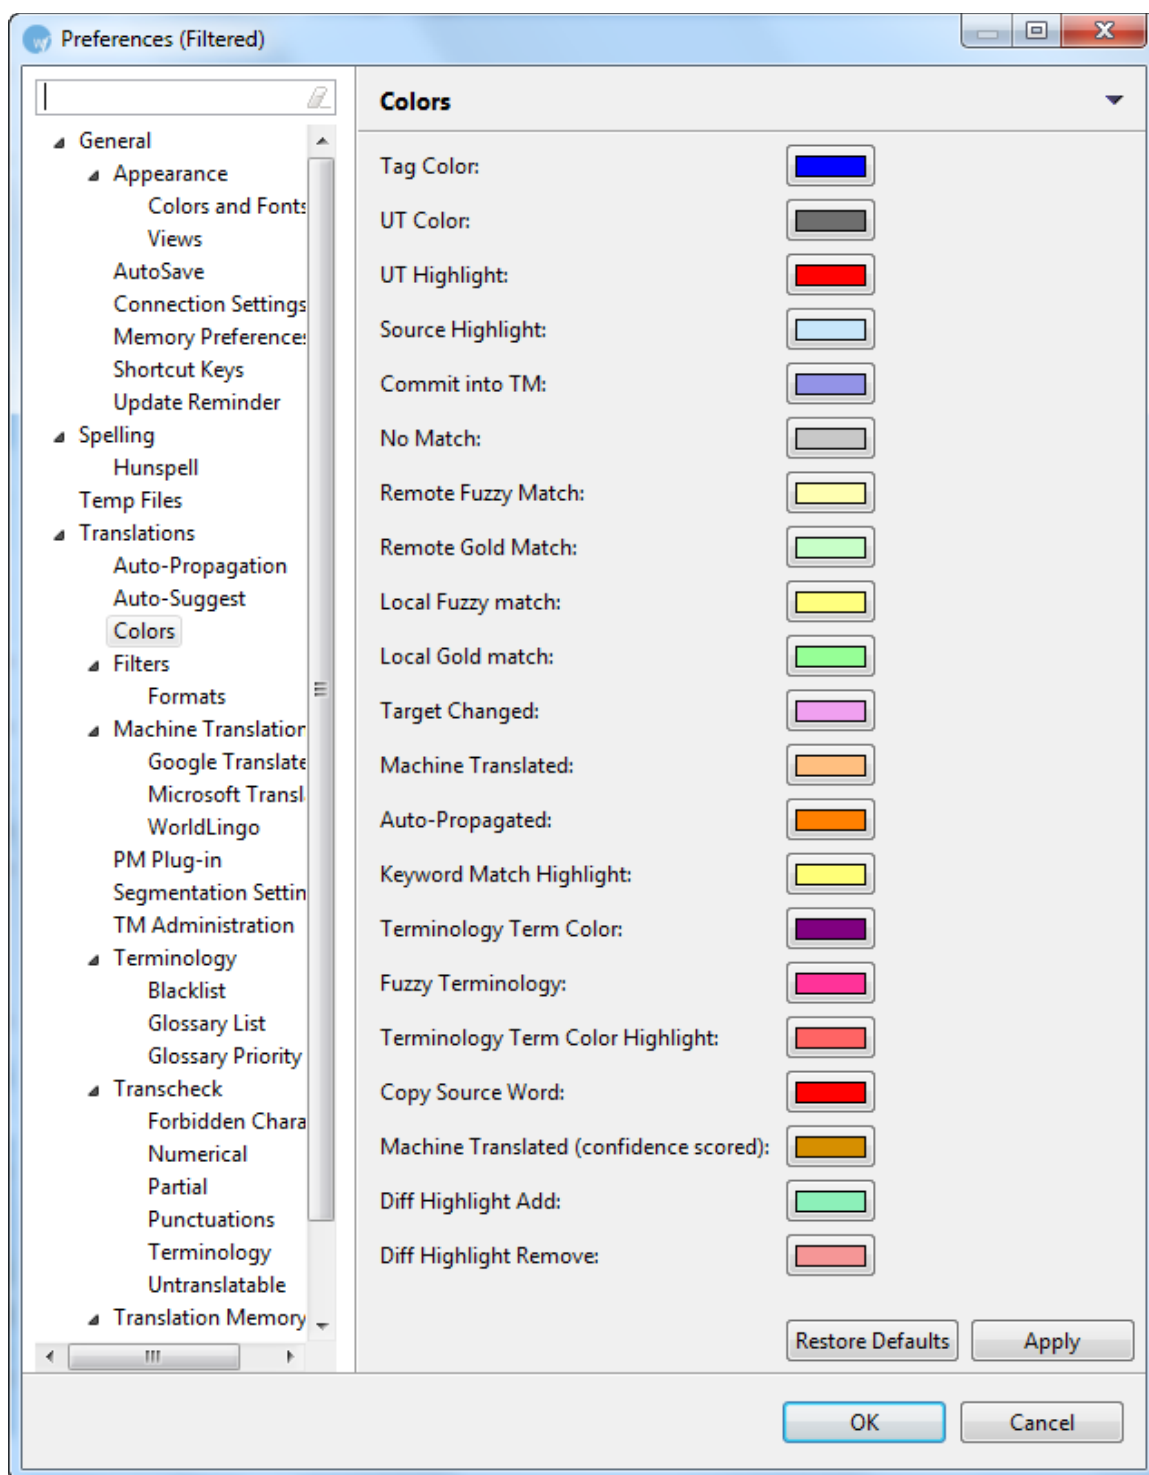 Preferences (Filtered)
General
Appearance
Colors and Fonts
Views
AutoSave
Connection Settings
Memory Preference
Shortcut Keys
Update Reminder
Spelling
Hunspell
Temp Files
Translations
Auto-Propagation
Auto-Suggest
Colors
Filters
Formats
Machine Translation
Google Translate
Microsoft Transl
WorldLingo
PM Plug-in
Segmentation Settin
TM Administration
Terminology
Blacklist
Glossary List
Glossary Priority
Transcheck
Forbidden Chara
Numerical
Partial
Punctuations
Terminology
Untranslatable
Translation Memory
Colors
Tag Color:
UT Color:
UT Highlight:
Source Highlight:
Commit into TM:
No Match:
Remote Fuzzy Match:
Remote Gold Match:
Local Fuzzy match:
Local Gold match:
Target Changed:
Machine Translated:
Auto-Propagated:
Keyword Match Highlight:
Terminology Term Color:
Fuzzy Terminology:
Terminology Term Color Highlight:
Copy Source Word:
Machine Translated (confidence scored):
Diff Highlight Add:
Diff Highlight Remove:
Restore Defaults Apply
OK Cancel